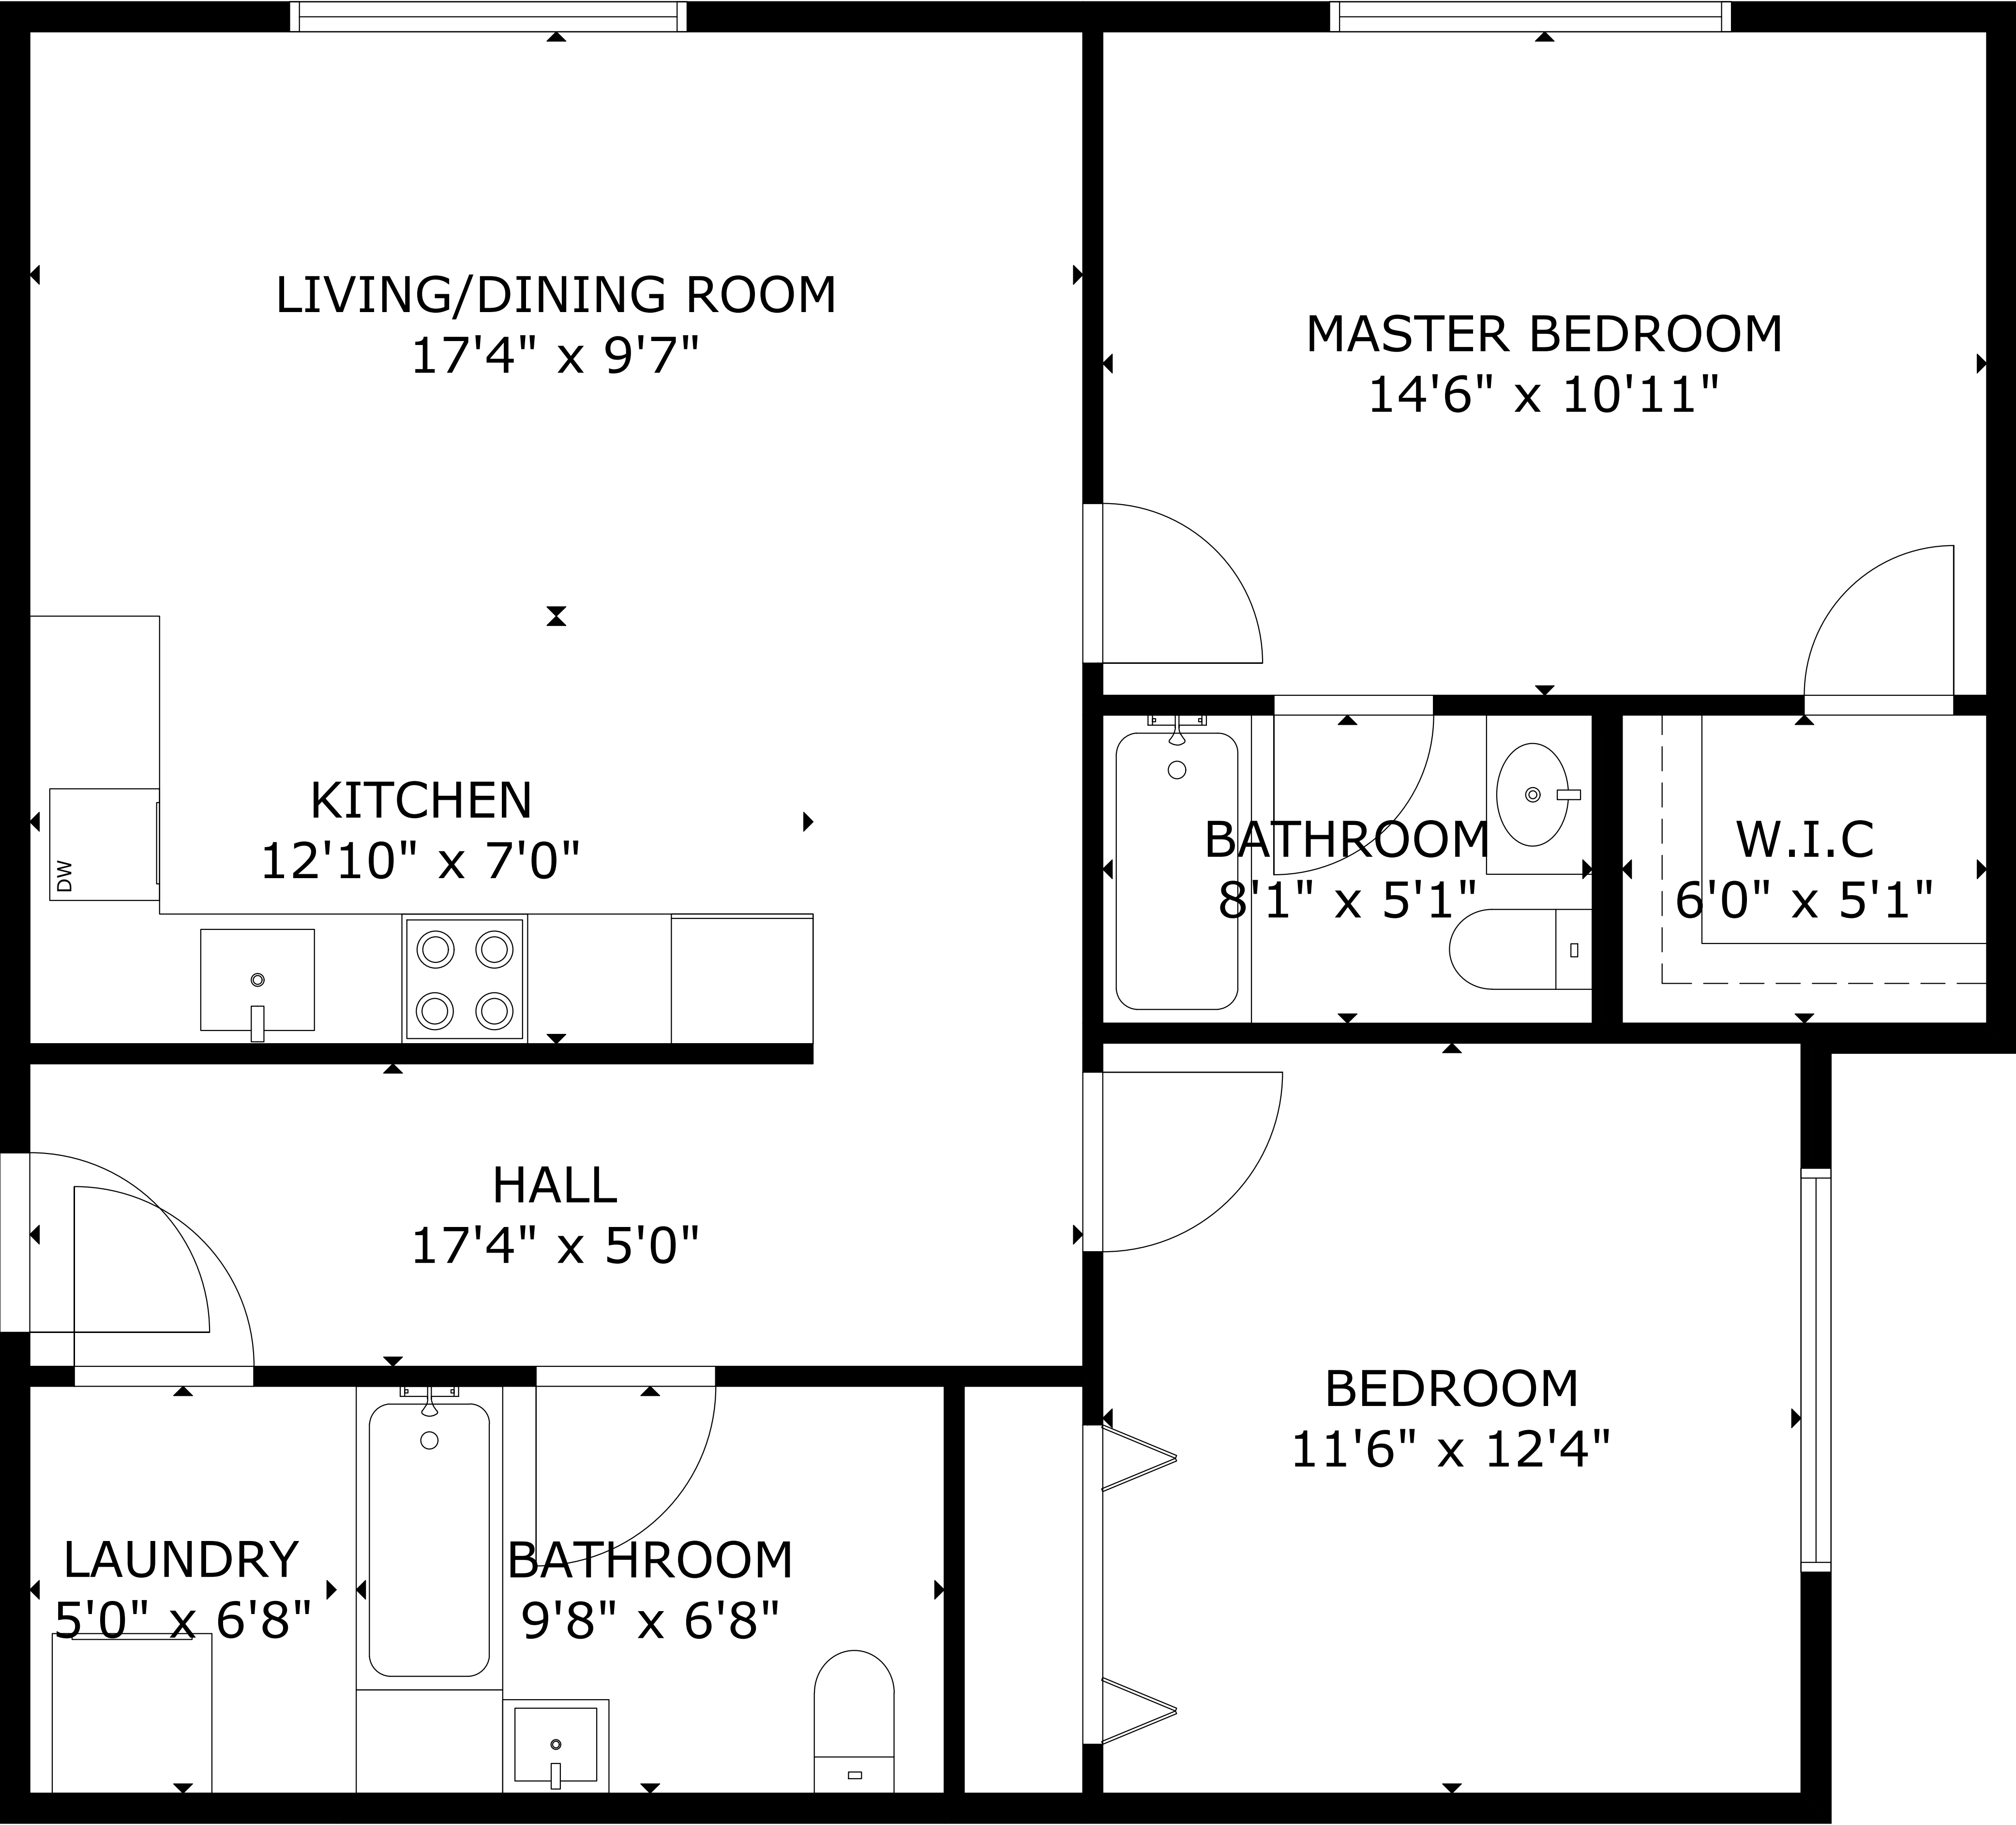 LIVING/DINING ROOM
17'4" x 9'7"
MASTER BEDROOM
14'6" x 10'11"
KITCHEN
12'10" x 7'0"
DW
BATHROOM
8'1" x 5'1"
W.I.C
6'0" x 5'1"
HALL
17'4" x 5'0"
BEDROOM
11'6" x 12'4"
LAUNDRY
5'0" x 6'8"
BATHROOM
9'8" x 6'8"